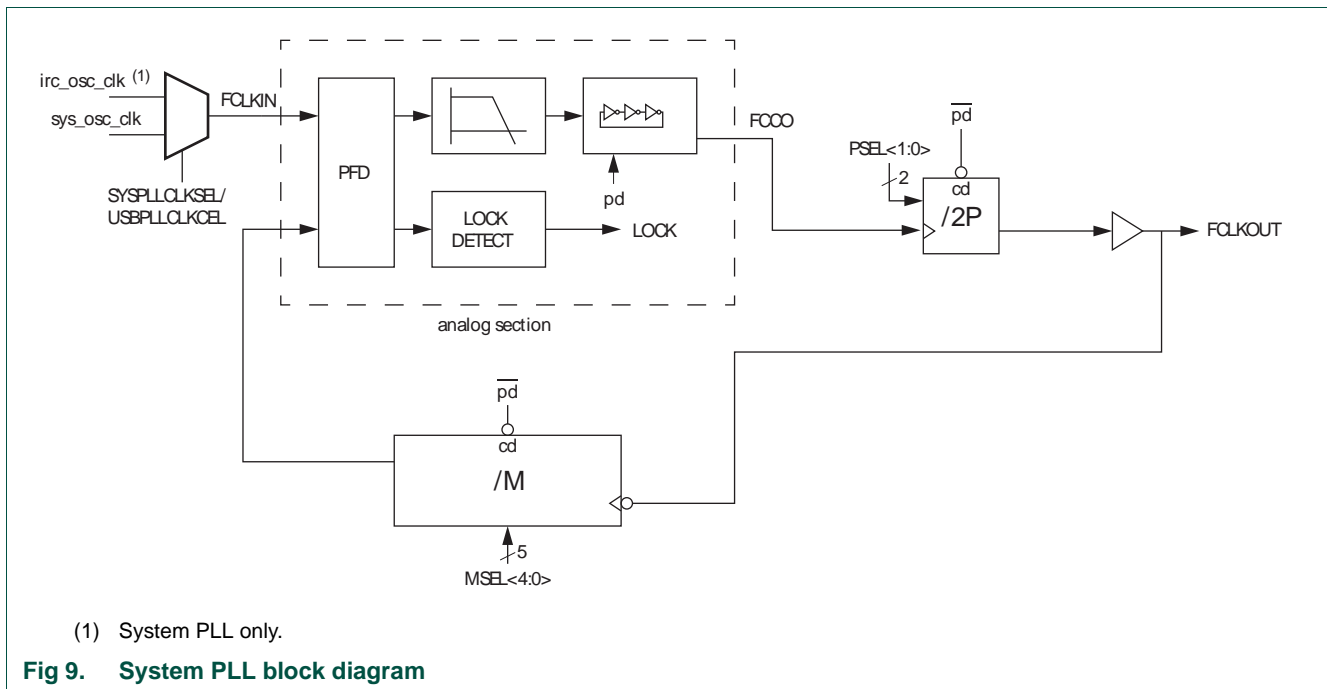 irc_osc_clk (1)
sys_osc_clk
FCLKIN
SYSPLLCLKSEL/
USBPLLCLKCEL
PFD
LOCK
DETECT
LOCK
pd
FCCO
analog section
pd
PSEL<1:0>
2
cd
/2P
FCLKOUT
pd
cd
/M
5
MSEL<4:0>
(1) System PLL only.
Fig 9. System PLL block diagram